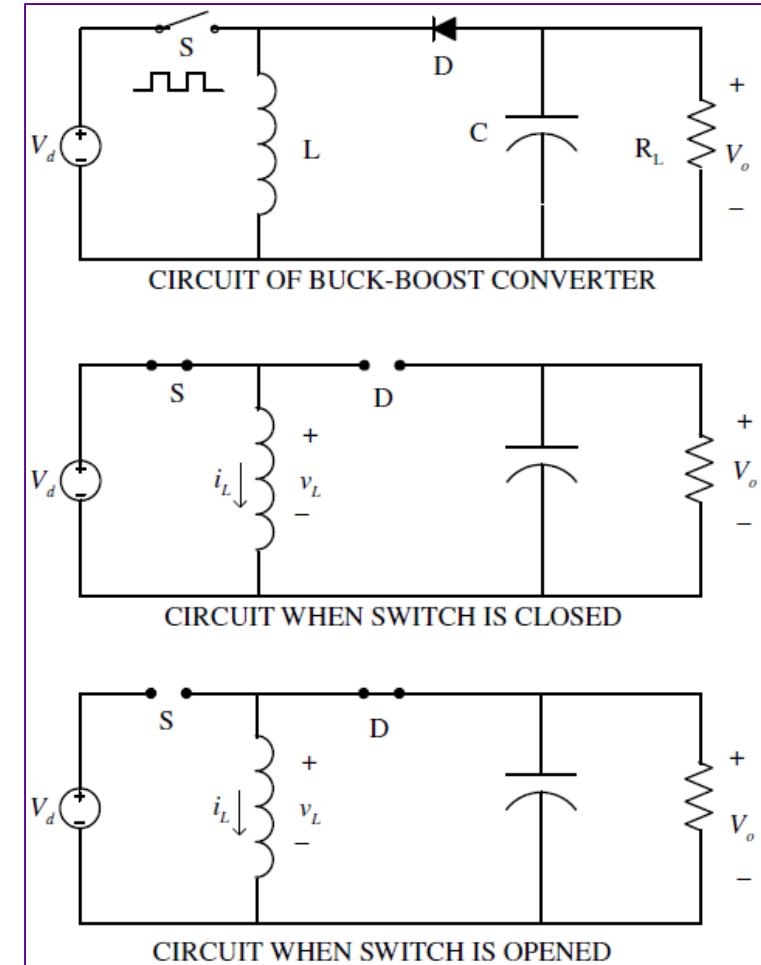 S
D
+
V_d
+
−
L
C
R_L
V_o
−
CIRCUIT OF BUCK-BOOST CONVERTER
S
D
+
+
V_d
+
−
i_L
v_L
V_o
−
−
CIRCUIT WHEN SWITCH IS CLOSED
S
D
+
+
V_d
+
−
i_L
v_L
V_o
−
−
CIRCUIT WHEN SWITCH IS OPENED